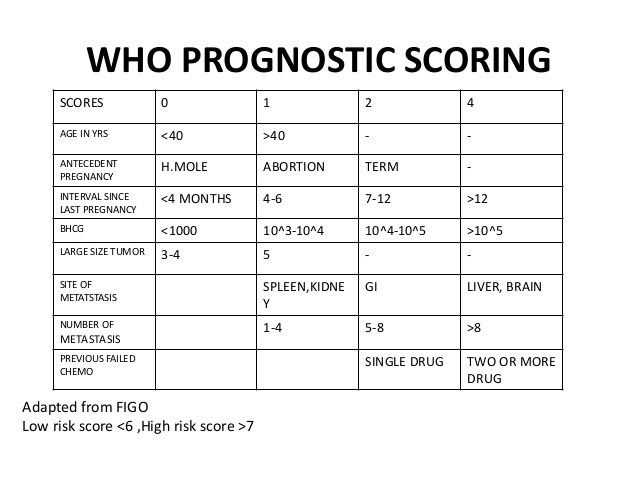 WHO PROGNOSTIC SCORING
SCORES 0 1 2 4
AGE IN YRS <40 >40 - -
ANTECEDENT PREGNANCY H.MOLE ABORTION TERM -
INTERVAL SINCE LAST PREGNANCY <4 MONTHS 4-6 7-12 >12
BHCG <1000 10^3-10^4 10^4-10^5 >10^5
LARGE SIZE TUMOR 3-4 5 - -
SITE OF METATSTASIS SPLEEN,KIDNEY GI LIVER, BRAIN
NUMBER OF METASTASIS 1-4 5-8 >8
PREVIOUS FAILED CHEMO SINGLE DRUG TWO OR MORE DRUG
Adapted from FIGO
Low risk score <6 ,High risk score >7